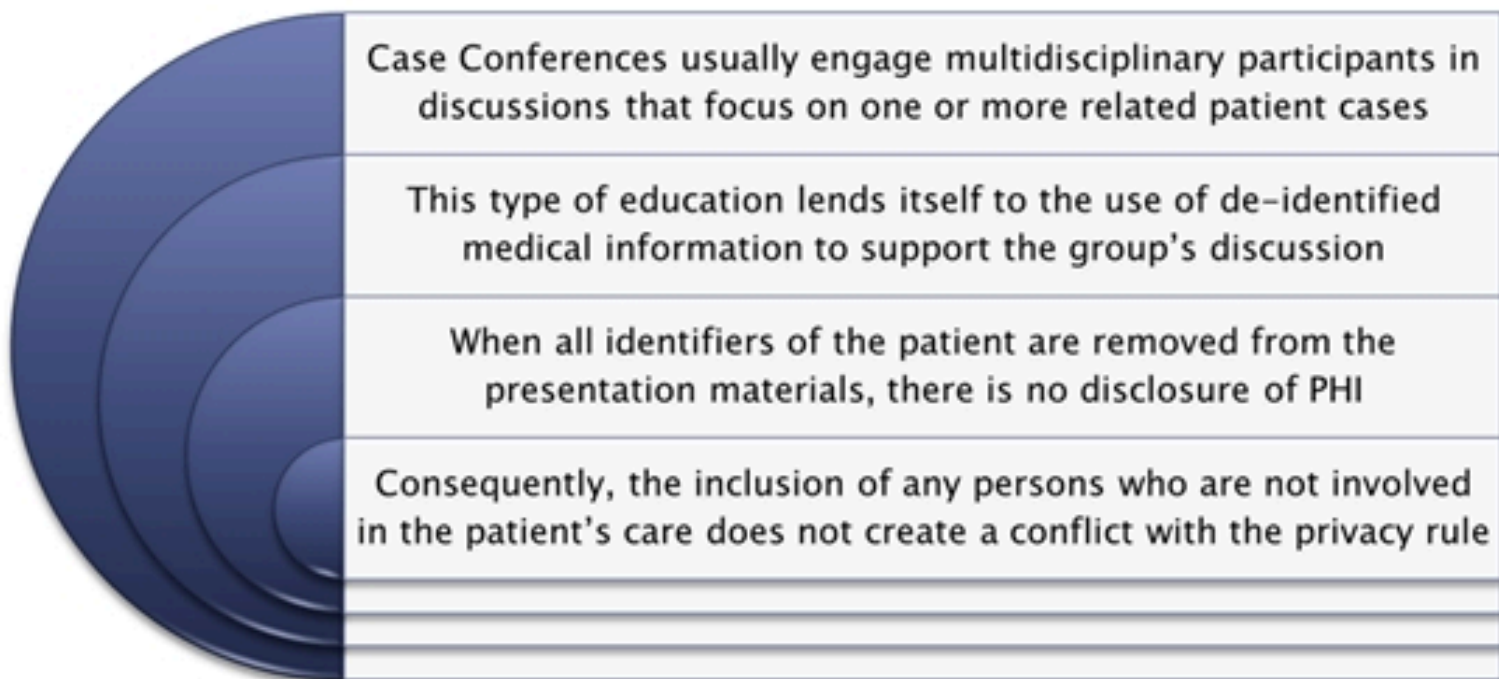 Case Conferences usually engage multidisciplinary participants in
discussions that focus on one or more related patient cases
This type of education lends itself to the use of de-identified
medical information to support the group’s discussion
When all identifiers of the patient are removed from the
presentation materials, there is no disclosure of PHI
Consequently, the inclusion of any persons who are not involved
in the patient’s care does not create a conflict with the privacy rule